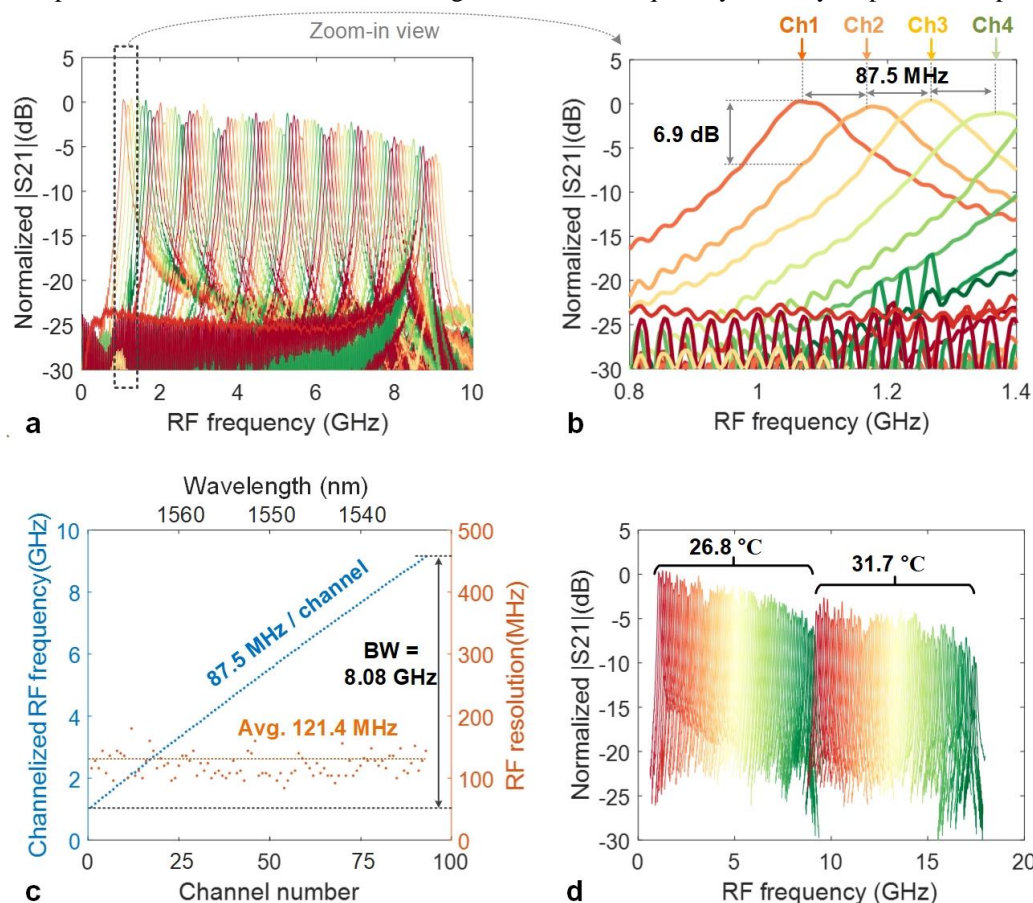 Zoom-in view
Ch1 Ch2 Ch3 Ch4
5
0
-5
-10
-15
-20
-25
-30
Normalized |S21|(dB)
0 2 4 6 8 10
RF frequency (GHz)
a
5
0
-5
-10
-15
-20
-25
-30
Normalized |S21|(dB)
87.5 MHz
6.9 dB
0.8 1 1.2 1.4
RF frequency (GHz)
b
Wavelength (nm)
1560 1550 1540
10
8
6
4
2
0
Channelized RF frequency(GHz)
87.5 MHz / channel
BW =
8.08 GHz
Avg. 121.4 MHz
500
400
300
200
100
0
RF resolution(MHz)
0 25 50 75 100
Channel number
c
5
0
-5
-10
-15
-20
-25
-30
Normalized |S21|(dB)
26.8 °C
31.7 °C
0 5 10 15 20
RF frequency (GHz)
d